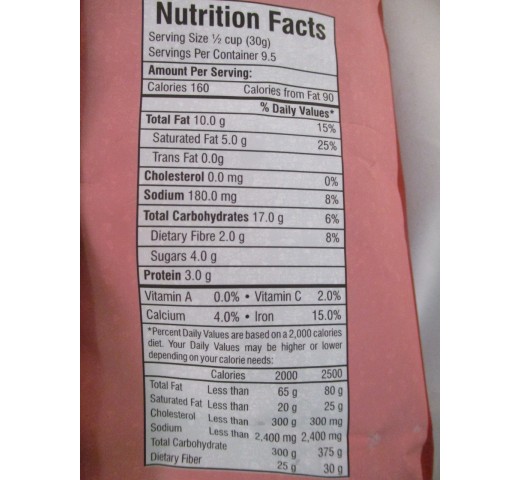 Nutrition Facts
Serving Size ½ cup (30g)
Servings Per Container 9.5
Amount Per Serving:
Calories 160 Calories from Fat 90
% Daily Values*
Total Fat 10.0 g 15%
Saturated Fat 5.0 g 25%
Trans Fat 0.0g
Cholesterol 0.0 mg 0%
Sodium 180.0 mg 8%
Total Carbohydrates 17.0 g 6%
Dietary Fibre 2.0 g 8%
Sugars 4.0 g
Protein 3.0 g
Vitamin A 0.0% • Vitamin C 2.0%
Calcium 4.0% • Iron 15.0%
*Percent Daily Values are based on a 2,000 calories
diet. Your Daily Values may be higher or lower
depending on your calorie needs:
Calories 2000 2500
Total Fat Less than 65 g 80 g
Saturated Fat Less than 20 g 25 g
Cholesterol Less than 300 g 300 mg
Sodium Less than 2,400 mg 2,400 mg
Total Carbohydrate 300 g 375 g
Dietary Fiber 25 g 30 g